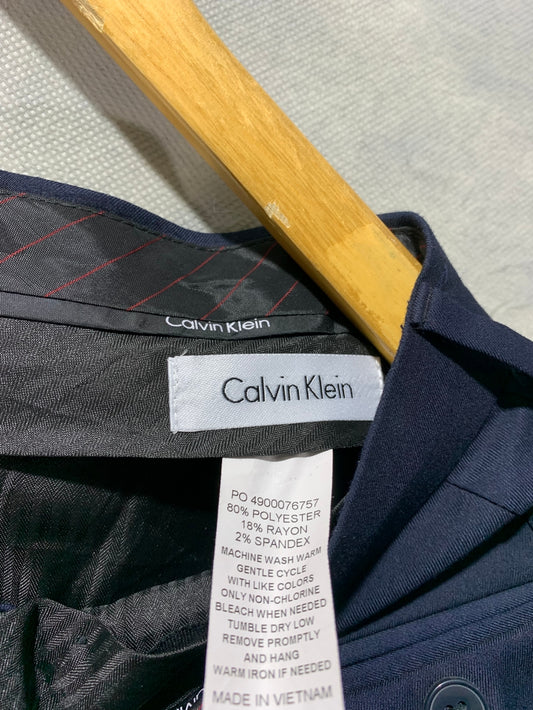 Calvin Klein
Calvin Klein
PO 4900076757
80% POLYESTER
18% RAYON
2% SPANDEX
MACHINE WASH WARM
GENTLE CYCLE
WITH LIKE COLORS
ONLY NON-CHLORINE
BLEACH WHEN NEEDED
TUMBLE DRY LOW
REMOVE PROMPTLY
AND HANG
WARM IRON IF NEEDED
MADE IN VIETNAM